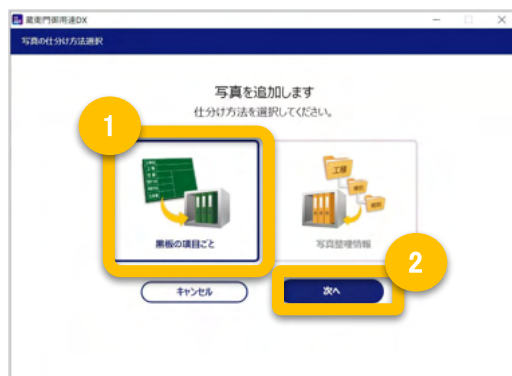 蔵衛門御用達DX
写真の仕分け方法選択
写真を追加します
仕分け方法を選択してください。
1
工種
黒板の項目ごと
写真整理情報
2
キャンセル
次へ